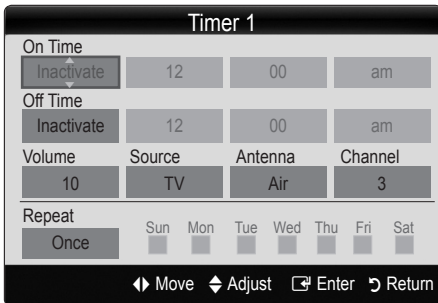 Timer 1
On Time
Inactivate 12 00 am
Off Time
Inactivate 12 00 am
Volume Source Antenna Channel
10 TV Air 3
Repeat
Once
Sun Mon Tue Wed Thu Fri Sat
Move Adjust Enter Return